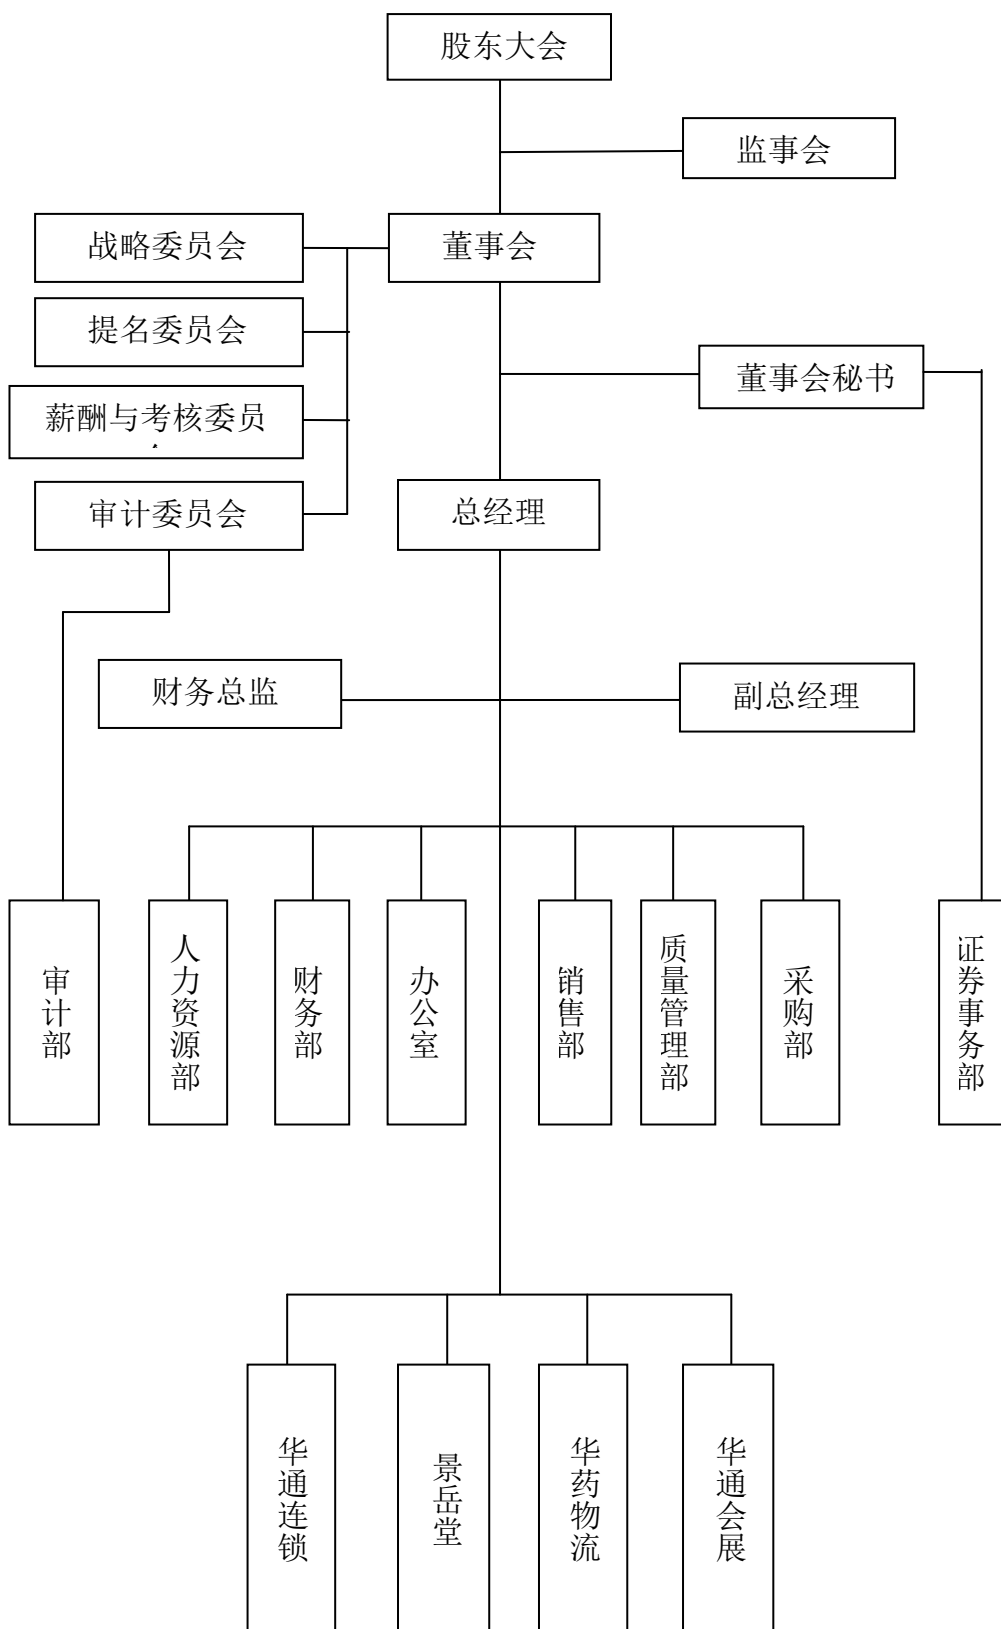 股东大会
监事会
战略委员会
董事会
提名委员会
董事会秘书
薪酬与考核委员
审计委员会
总经理
财务总监
副总经理
审计部
人力资源部
财务部
办公室
销售部
质量管理部
采购部
证券事务部
华通连锁
景岳堂
华药物流
华通会展